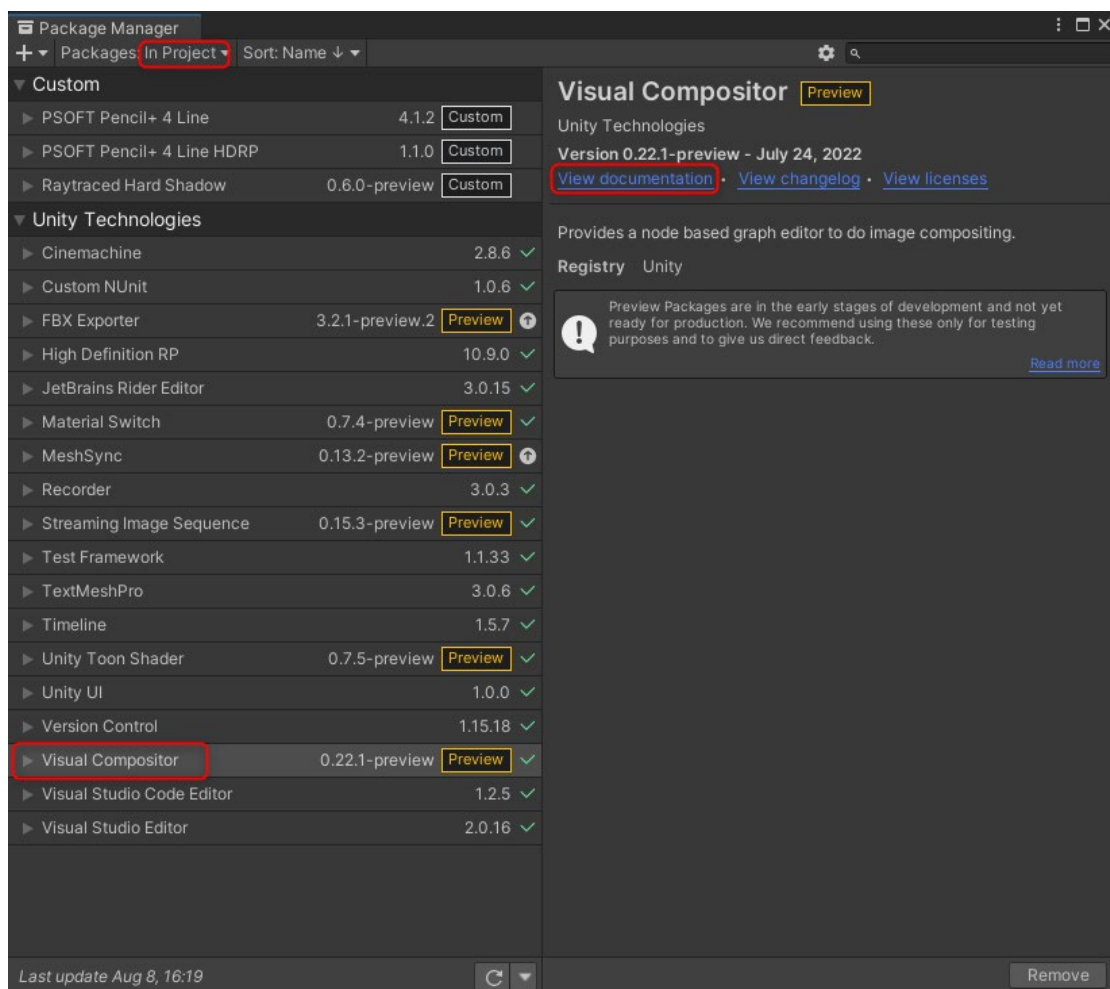 Package Manager
Packages: In Project Sort: Name ↓
Custom
PSOFT Pencil+ 4 Line 4.1.2 Custom
PSOFT Pencil+ 4 Line HDRP 1.1.0 Custom
Raytraced Hard Shadow 0.6.0-preview Custom
Unity Technologies
Cinemachine 2.8.6
Custom NUnit 1.0.6
FBX Exporter 3.2.1-preview.2 Preview
High Definition RP 10.9.0
JetBrains Rider Editor 3.0.15
Material Switch 0.7.4-preview Preview
MeshSync 0.13.2-preview Preview
Recorder 3.0.3
Streaming Image Sequence 0.15.3-preview Preview
Test Framework 1.1.33
TextMeshPro 3.0.6
Timeline 1.5.7
Unity Toon Shader 0.7.5-preview Preview
Unity UI 1.0.0
Version Control 1.15.18
Visual Compositor 0.22.1-preview Preview
Visual Studio Code Editor 1.2.5
Visual Studio Editor 2.0.16
Last update Aug 8, 16:19
Visual Compositor Preview
Unity Technologies
Version 0.22.1-preview - July 24, 2022
View documentation • View changelog • View licenses
Provides a node based graph editor to do image compositing.
Registry Unity
Preview Packages are in the early stages of development and not yet
ready for production. We recommend using these only for testing
purposes and to give us direct feedback.
Read more
Remove